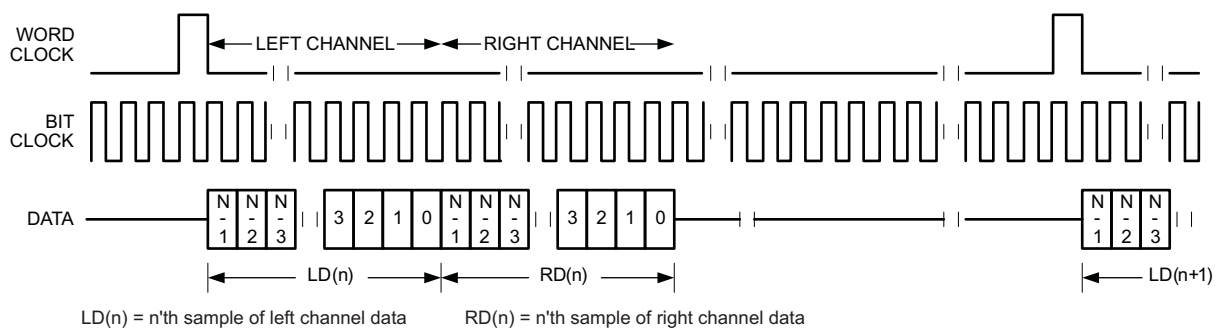 WORD
CLOCK
LEFT CHANNEL
RIGHT CHANNEL
BIT
CLOCK
DATA
N-1 N-2 N-3 3 2 1 0 N-1 N-2 N-3 3 2 1 0 N-1 N-2 N-3
LD(n) RD(n) LD(n+1)
LD(n) = n'th sample of left channel data
RD(n) = n'th sample of right channel data